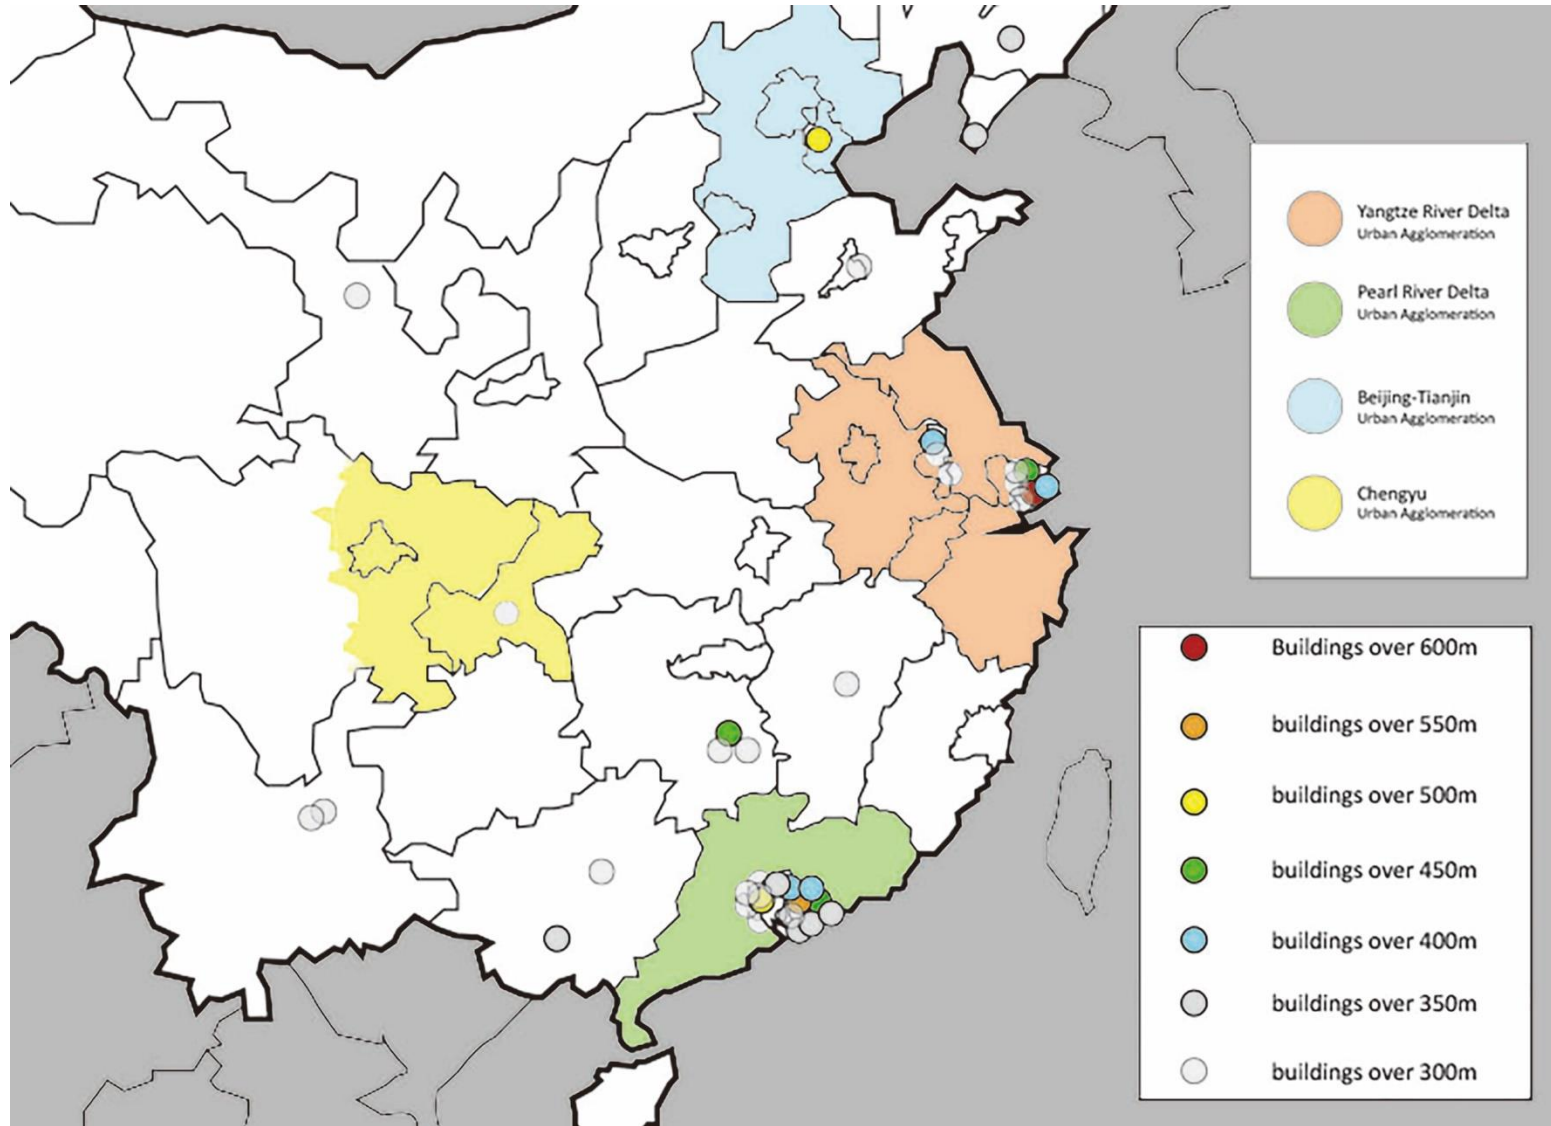 Yangtze River Delta
Urban Agglomeration
Pearl River Delta
Urban Agglomeration
Beijing-Tianjin
Urban Agglomeration
Chengyu
Urban Agglomeration
Buildings over 600m
buildings over 550m
buildings over 500m
buildings over 450m
buildings over 400m
buildings over 350m
buildings over 300m